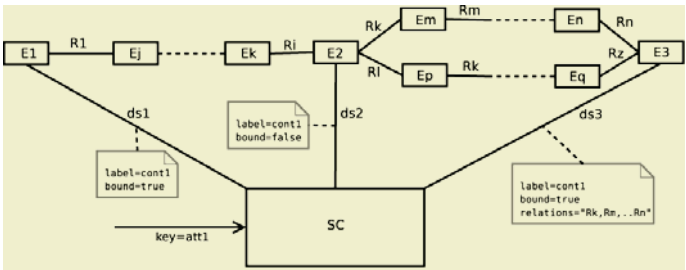 Em
Rm
En
Rk
Rn
E1
R1
Ej
Ek
Ri
E2
E3
Rl
Rz
Ep
Rk
Eq
ds1
ds2
ds3
label=cont1
bound=false
label=cont1
bound=true
label=cont1
bound=true
relations="Rk,Rm,..Rn"
SC
key=att1